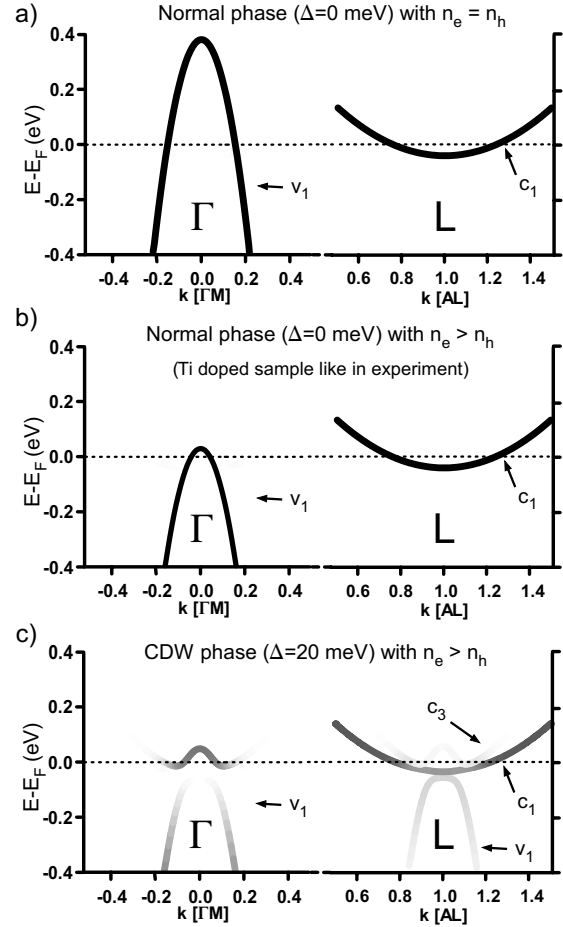 a)
Normal phase (Δ=0 meV) with nₑ = nₕ
E-E_F (eV)
0.4
0.2
0.0
-0.2
-0.4
v₁
Γ
c₁
L
-0.4 -0.2 0.0 0.2 0.4
0.6 0.8 1.0 1.2 1.4
k [ΓM]
k [AL]
b)
Normal phase (Δ=0 meV) with nₑ > nₕ
(Ti doped sample like in experiment)
E-E_F (eV)
0.4
0.2
0.0
-0.2
-0.4
v₁
Γ
c₁
L
-0.4 -0.2 0.0 0.2 0.4
0.6 0.8 1.0 1.2 1.4
k [ΓM]
k [AL]
c)
CDW phase (Δ=20 meV) with nₑ > nₕ
E-E_F (eV)
0.4
0.2
0.0
-0.2
-0.4
v₁
Γ
c₃
c₁
L
v₁
-0.4 -0.2 0.0 0.2 0.4
0.6 0.8 1.0 1.2 1.4
k [ΓM]
k [AL]